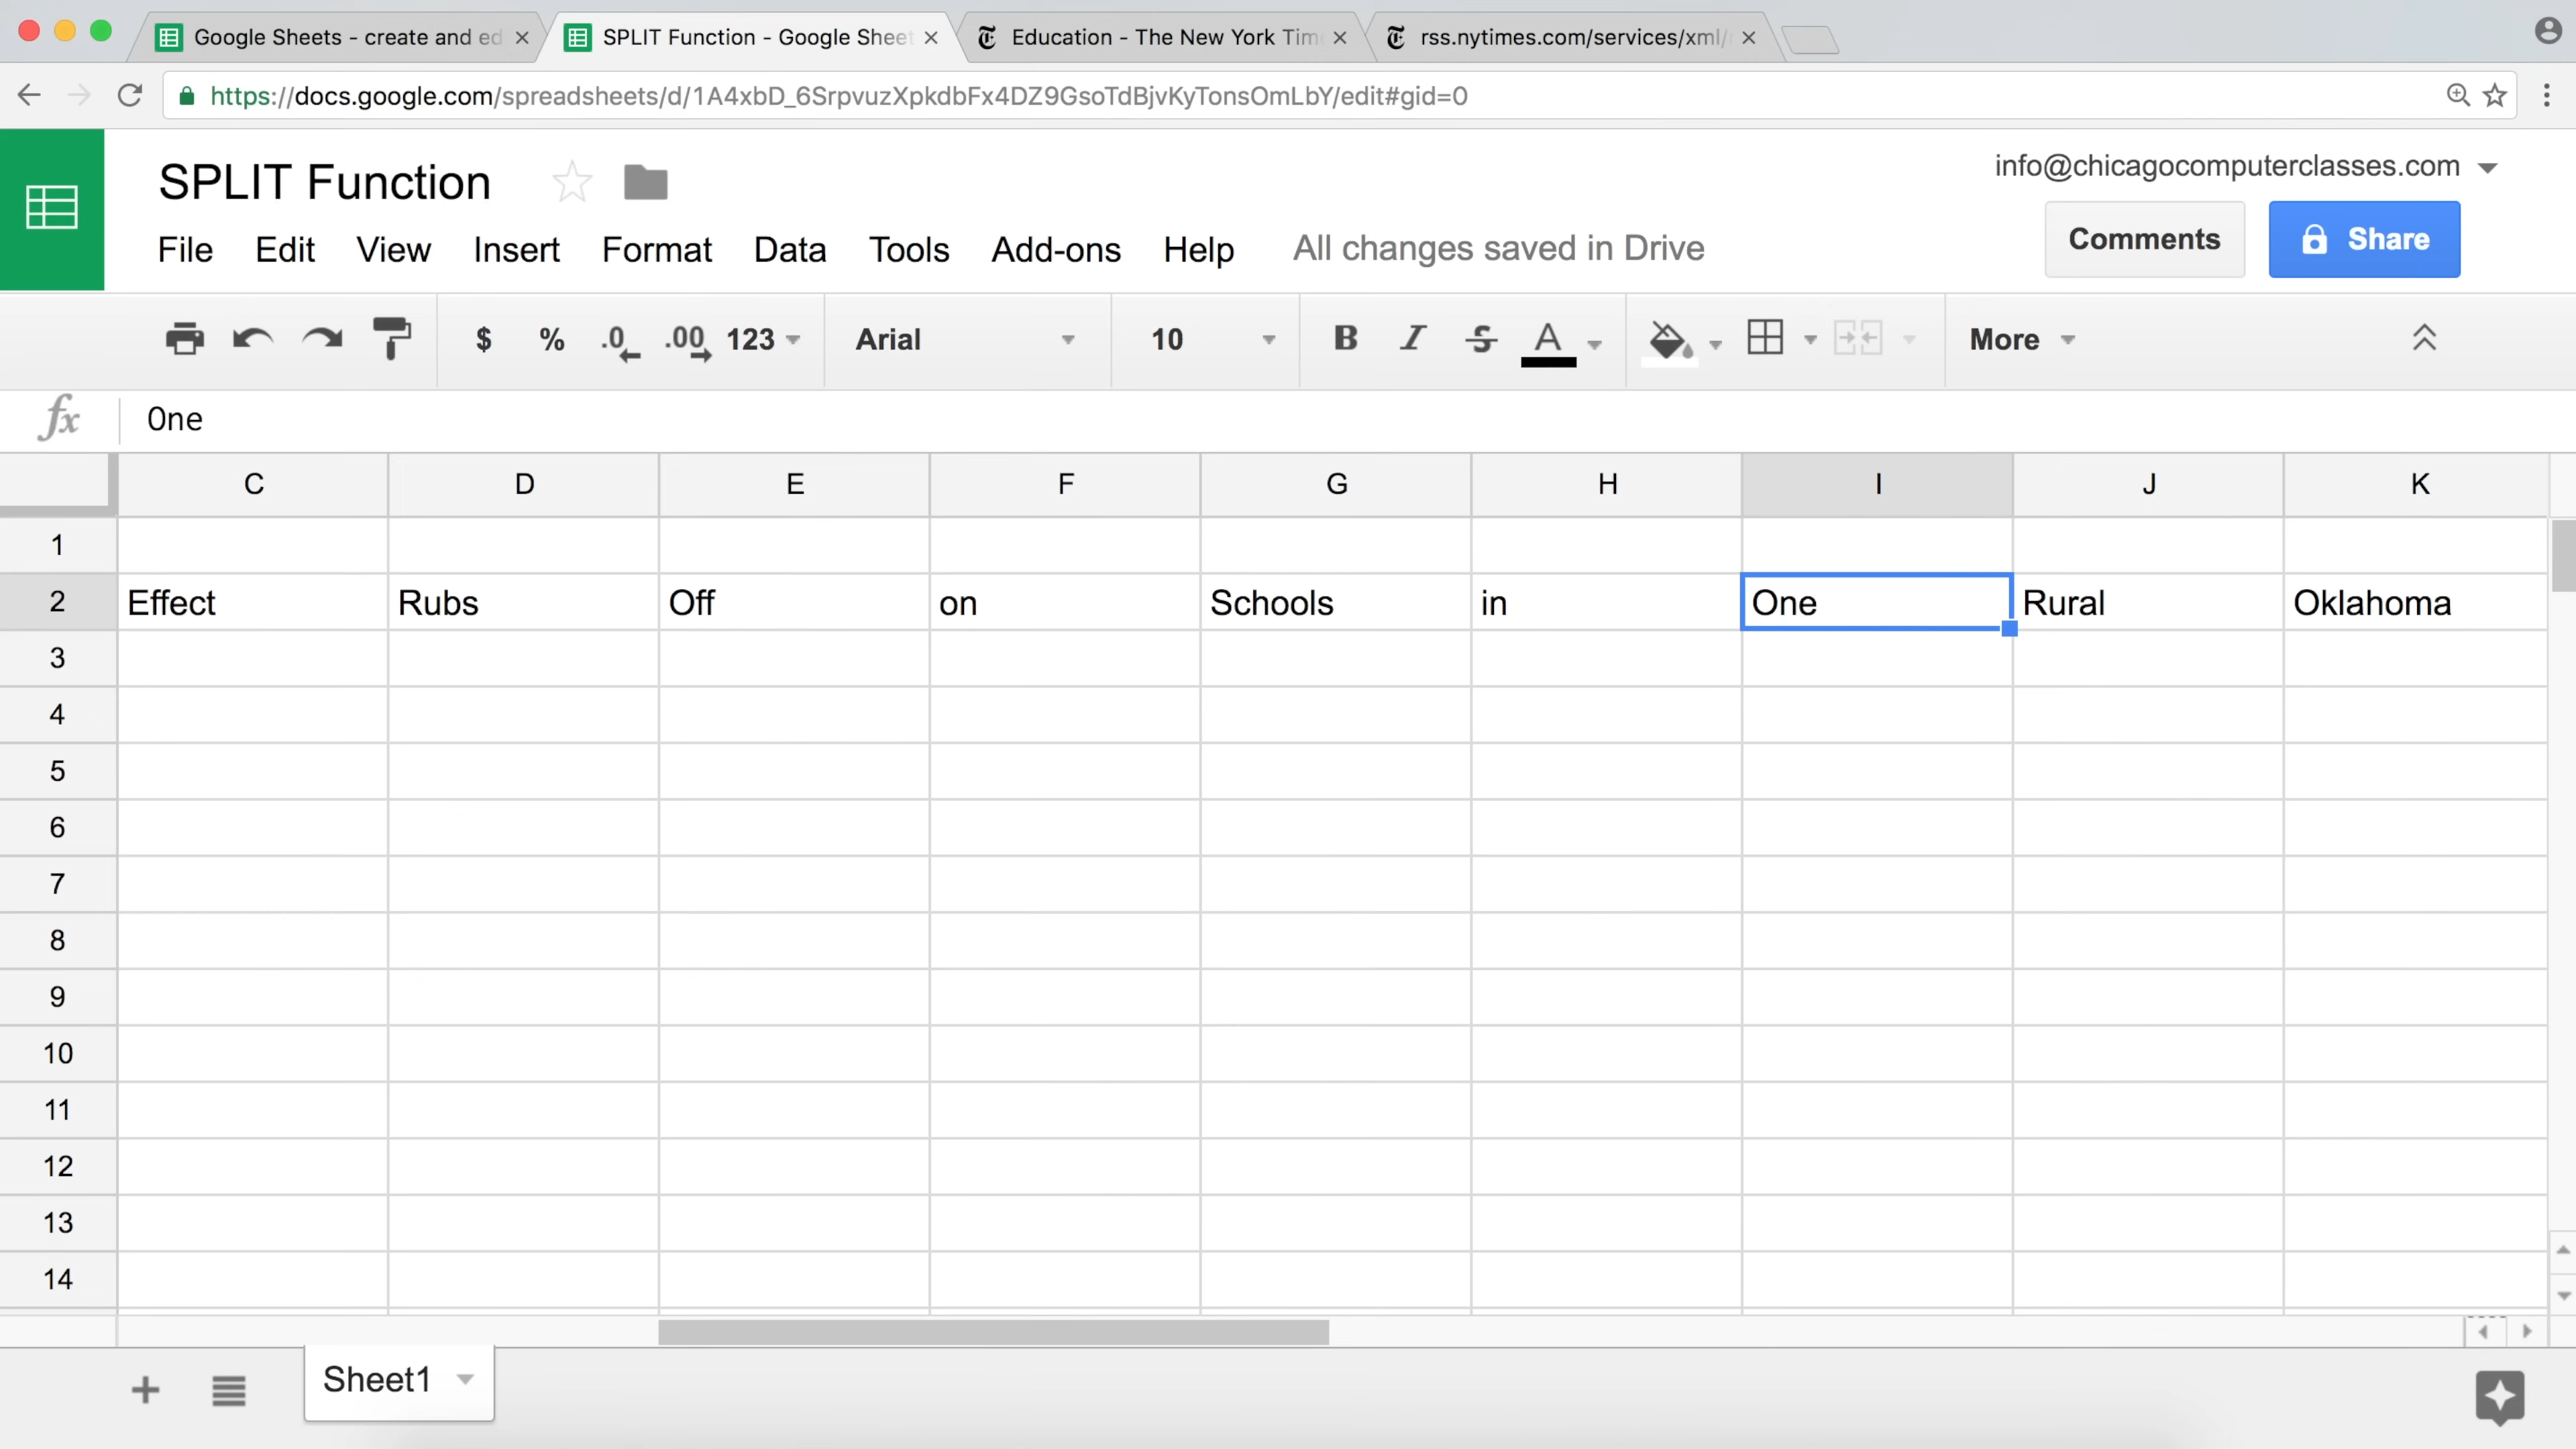 Google Sheets - create and ed
SPLIT Function - Google Sheet
Education - The New York Tim
rss.nytimes.com/services/xml/
https://docs.google.com/spreadsheets/d/1A4xbD_6SrpvuzXpkdbFx4DZ9GsoTdBjvKyTonsOmLbY/edit#gid=0
SPLIT Function
info@chicagocomputerclasses.com
File Edit View Insert Format Data Tools Add-ons Help All changes saved in Drive
Comments
Share
$ % .0 .00 123 Arial 10 B I S A More
fx One
C D E F G H I J K
1
2 Effect Rubs Off on Schools in One Rural Oklahoma
3
4
5
6
7
8
9
10
11
12
13
14
Sheet1